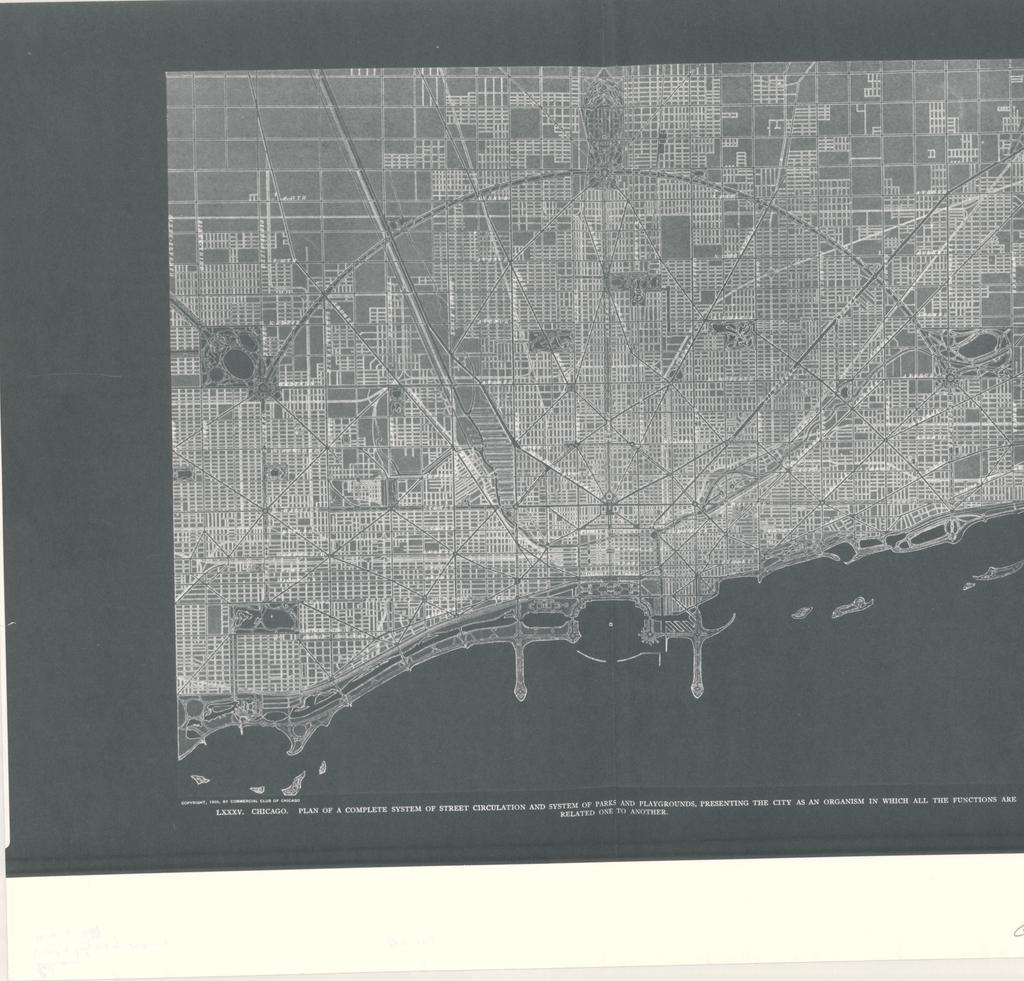 COPYRIGHT, 1909, BY COMMERCIAL CLUB OF CHICAGO
LXXXV. CHICAGO. PLAN OF A COMPLETE SYSTEM OF STREET CIRCULATION AND SYSTEM OF PARKS AND PLAYGROUNDS, PRESENTING THE CITY AS AN ORGANISM IN WHICH ALL THE FUNCTIONS ARE
RELATED ONE TO ANOTHER.